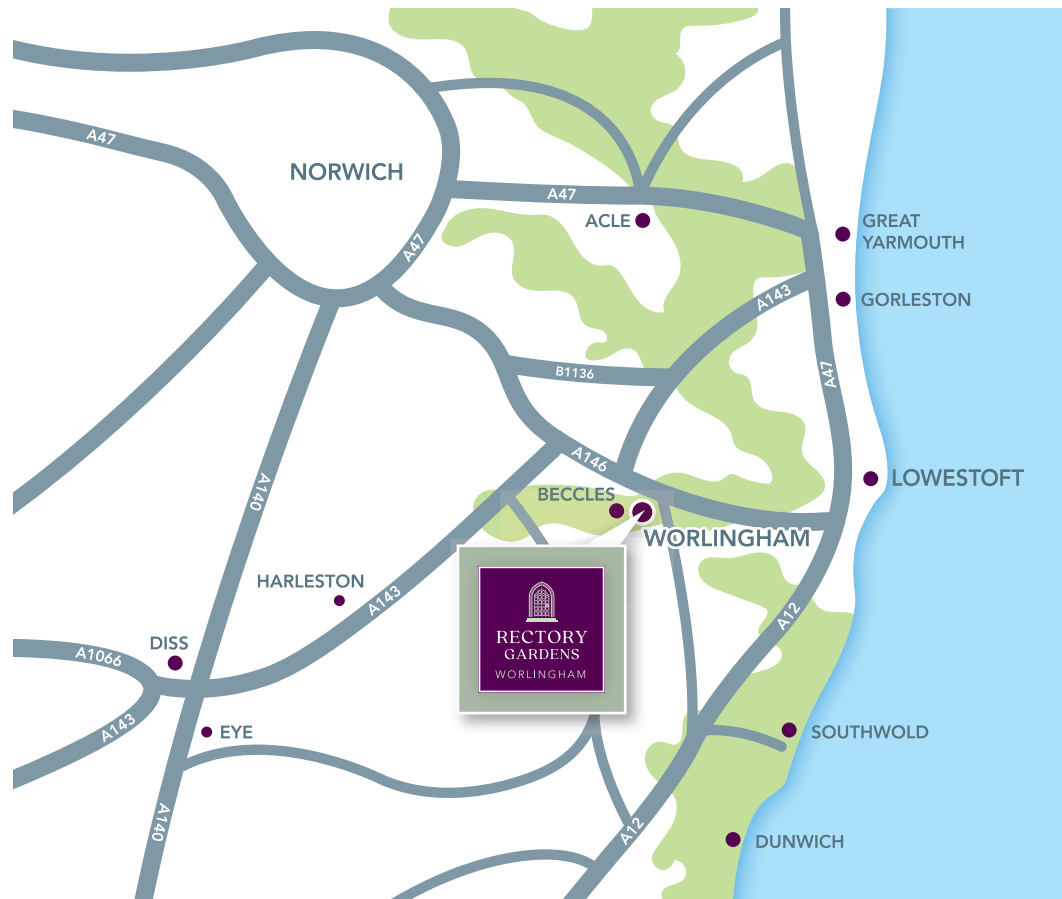 A47
NORWICH
A47
ACLE
GREAT
YARMOUTH
A47
A143
GORLESTON
B1136
A47
A146
A140
BECCLES
LOWESTOFT
WORLINGHAM
HARLESTON
A143
RECTORY
GARDENS
WORLINGHAM
A12
DISS
A1066
A143
EYE
SOUTHWOLD
A140
A12
DUNWICH